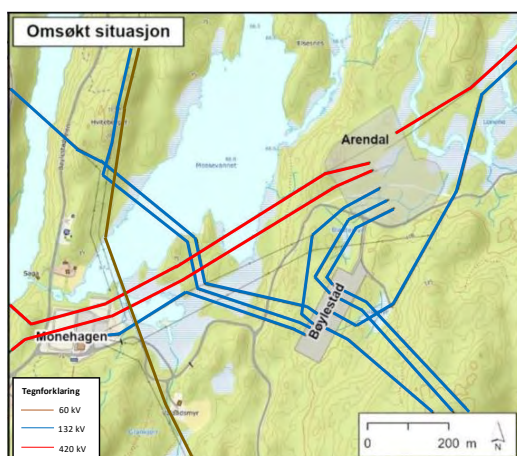 Omsøkt situasjon
Arendal
Bøylestad
Monehagen
Tegnforklaring
60 kV
132 kV
420 kV
0 200 m
N